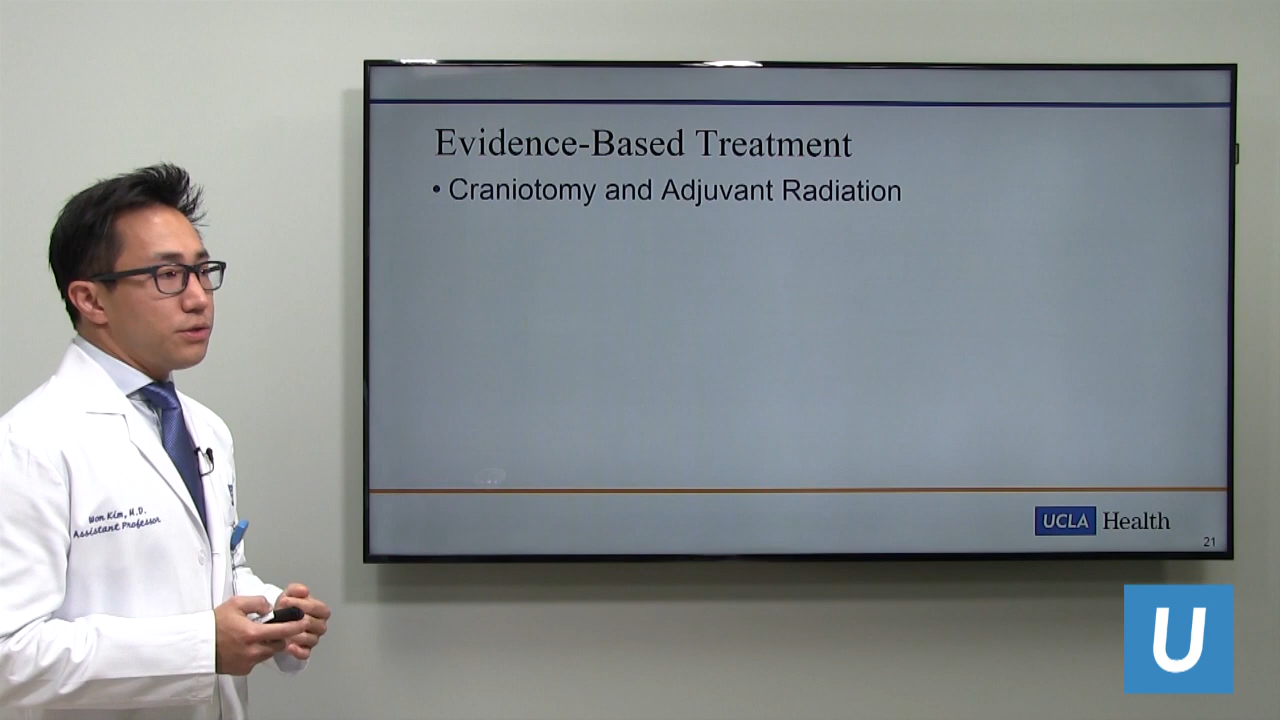 Evidence-Based Treatment
• Craniotomy and Adjuvant Radiation
Won Kim, M.D.
Assistant Professor
UCLA Health
21
U